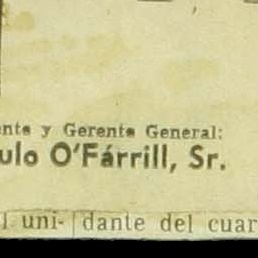 ente y Gerente General:
ulo O'Fárrill, Sr.
l uni- dante del cuar